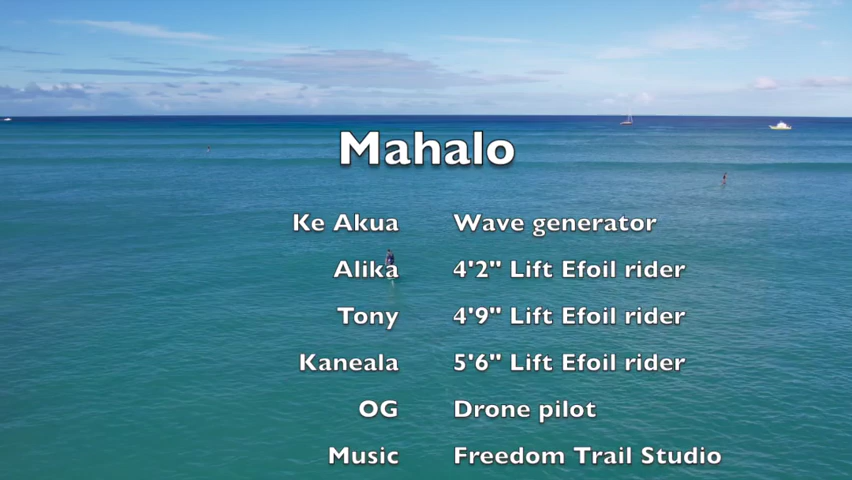 Mahalo
Ke Akua Wave generator
Alika 4'2" Lift Efoil rider
Tony 4'9" Lift Efoil rider
Kaneala 5'6" Lift Efoil rider
OG Drone pilot
Music Freedom Trail Studio